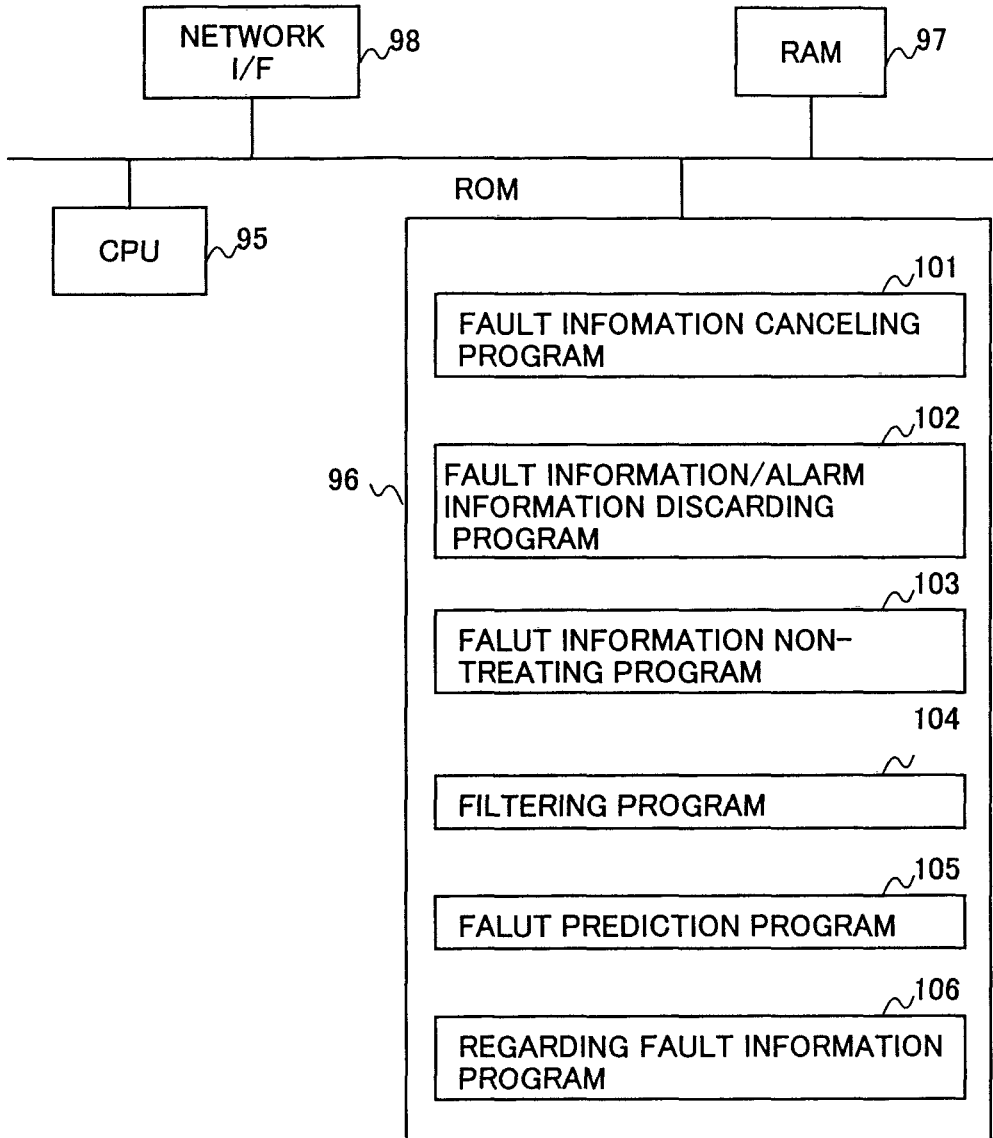 NETWORK
I/F
98
RAM
97
ROM
CPU
95
101
FAULT INFOMATION CANCELING
PROGRAM
102
96
FAULT INFORMATION/ALARM
INFORMATION DISCARDING
PROGRAM
103
FALUT INFORMATION NON-
TREATING PROGRAM
104
FILTERING PROGRAM
105
FALUT PREDICTION PROGRAM
106
REGARDING FAULT INFORMATION
PROGRAM